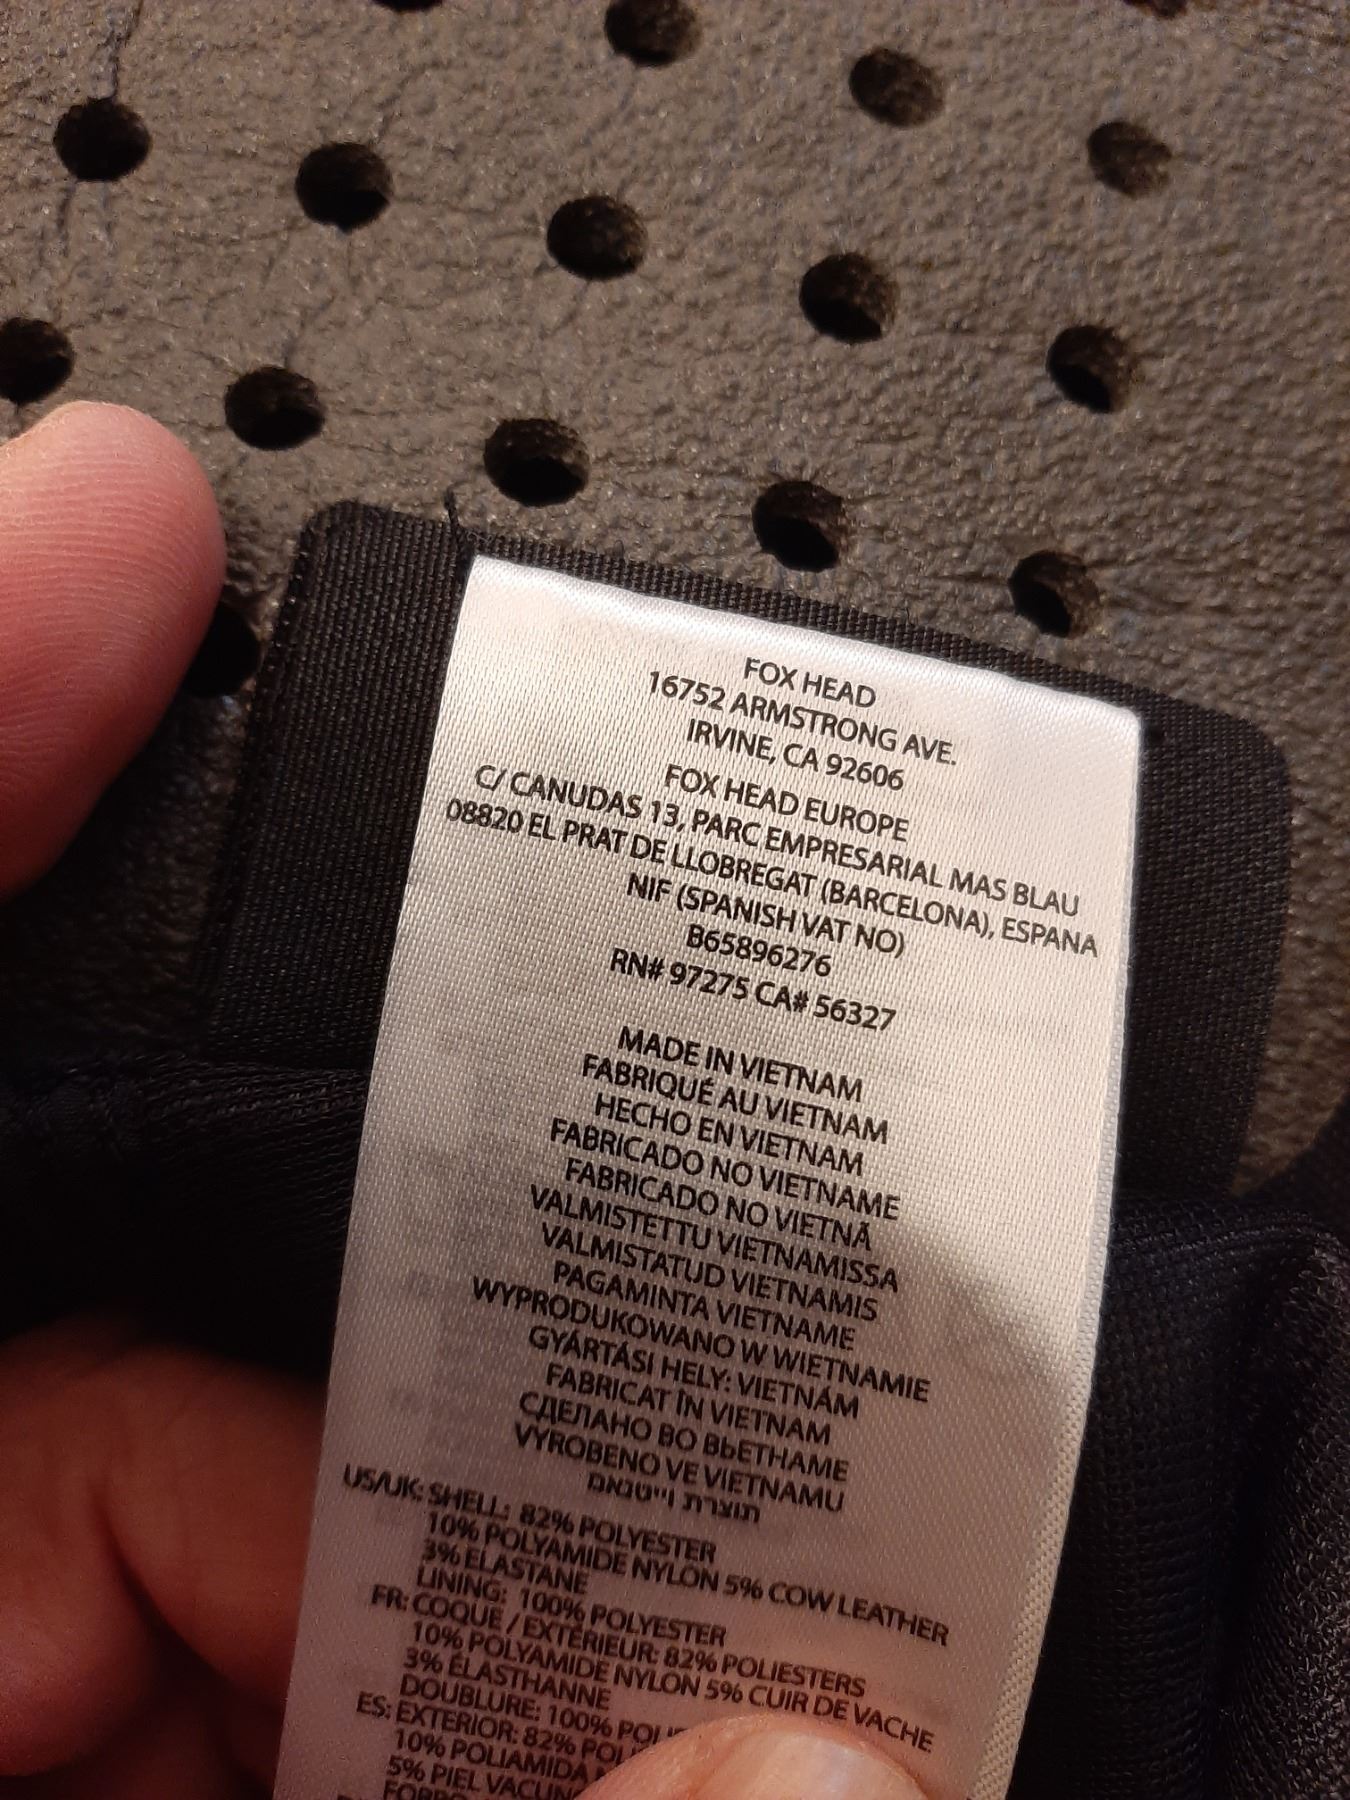 FOX HEAD
16752 ARMSTRONG AVE.
IRVINE, CA 92606
FOX HEAD EUROPE
C/ CANUDAS 13, PARC EMPRESARIAL MAS BLAU
08820 EL PRAT DE LLOBREGAT (BARCELONA), ESPANA
NIF (SPANISH VAT NO)
B65896276
RN# 97275 CA# 56327
MADE IN VIETNAM
FABRIQUÉ AU VIETNAM
HECHO EN VIETNAM
FABRICADO NO VIETNAME
FABRICADO NO VIETNÃ
VALMISTETTU VIETNAMISSA
VALMISTATUD VIETNAMIS
PAGAMINTA VIETNAME
WYPRODUKOWANO W WIETNAMIE
GYÁRTÁSI HELY: VIETNÁM
FABRICAT ÎN VIETNAM
СДЕЛАНО ВО ВЬЕТНАМЕ
VYROBENO VE VIETNAMU
תוצרת וייטנאם
US/UK: SHELL: 82% POLYESTER
10% POLYAMIDE NYLON 5% COW LEATHER
3% ELASTANE
LINING: 100% POLYESTER
FR: COQUE / EXTÉRIEUR: 82% POLIESTERS
10% POLYAMIDE NYLON 5% CUIR DE VACHE
3% ÉLASTHANNE
DOUBLURE: 100%
ES: EXTERIOR: 82%
10% POLIAMIDA
5% PIEL